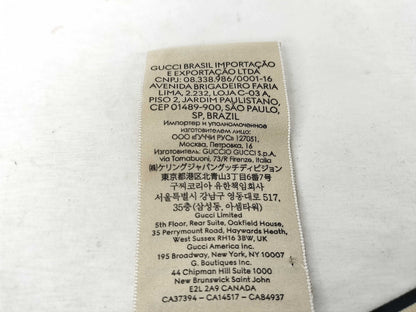 GUCCI BRASIL IMPORTAÇÃO
E EXPORTAÇÃO LTDA
CNPJ: 08.338.986/0001-16
AVENIDA BRIGADEIRO FARIA
LIMA, 2.232, LOJA C-03 A,
PISO 2, JARDIM PAULISTANO,
CEP 01489-900, SÃO PAULO,
SP, BRAZIL
Импортер и уполномоченное
изготовителем лицо:
ООО «ГУЧЧИ РУС»
Москва, Петровка, 16
Изготовитель: GUCCIO GUCCI S.p.A.
via Tornabuoni, 73/R Firenze, Italia
㈱ケリングジャパングッチディビジョン
東京都港区北青山3丁目6番1号
구찌코리아 유한책임회사
서울특별시 강남구 영동대로 517,
35층 (삼성동, 아셈타워)
Gucci Limited
5th Floor, Rear Suite, Oakfield House,
35 Perrymount Road, Haywards Heath,
West Sussex RH16 3BW, UK
Gucci America Inc.
195 Broadway, New York, NY 10007
G. Boutiques Inc.
44 Chipman Hill Suite 1000
New Brunswick Saint John
E2L 2A9 CANADA
CA37394 - CA14517 - CA84937